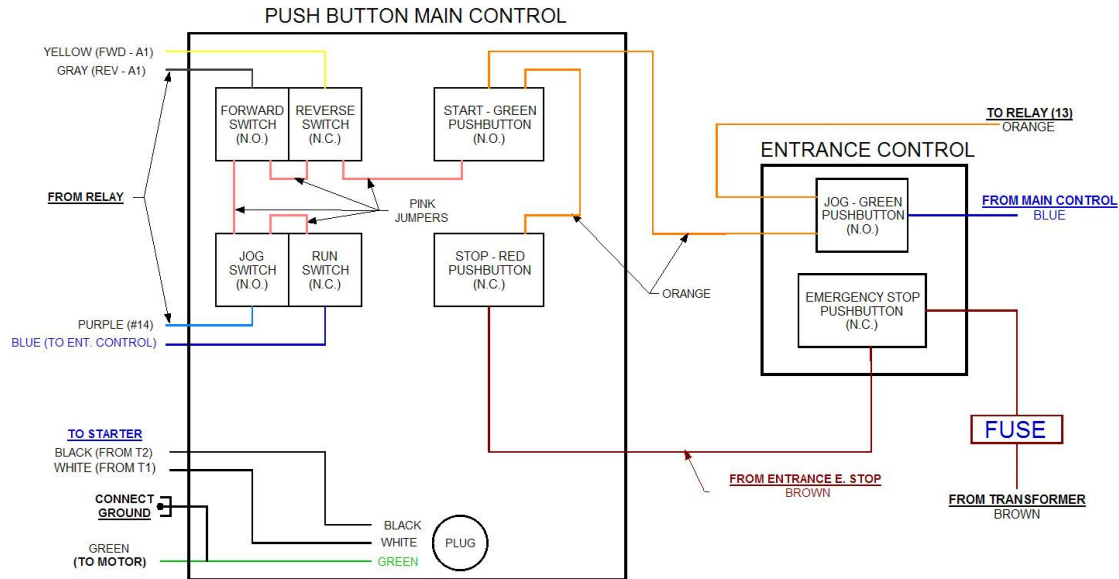 PUSH BUTTON MAIN CONTROL
YELLOW (FWD - A1)
GRAY (REV - A1)
FORWARD
SWITCH
(N.O.)
REVERSE
SWITCH
(N.C.)
START - GREEN
PUSHBUTTON
(N.O.)
FROM RELAY
PINK
JUMPERS
JOG
SWITCH
(N.O.)
RUN
SWITCH
(N.C.)
STOP - RED
PUSHBUTTON
(N.C.)
ORANGE
PURPLE (#14)
BLUE (TO ENT. CONTROL)
TO STARTER
BLACK (FROM T2)
WHITE (FROM T1)
CONNECT
GROUND
GREEN
(TO MOTOR)
BLACK
WHITE
GREEN
PLUG
TO RELAY (13)
ORANGE
ENTRANCE CONTROL
JOG - GREEN
PUSHBUTTON
(N.O.)
FROM MAIN CONTROL
BLUE
EMERGENCY STOP
PUSHBUTTON
(N.C.)
FUSE
FROM ENTRANCE E. STOP
BROWN
FROM TRANSFORMER
BROWN